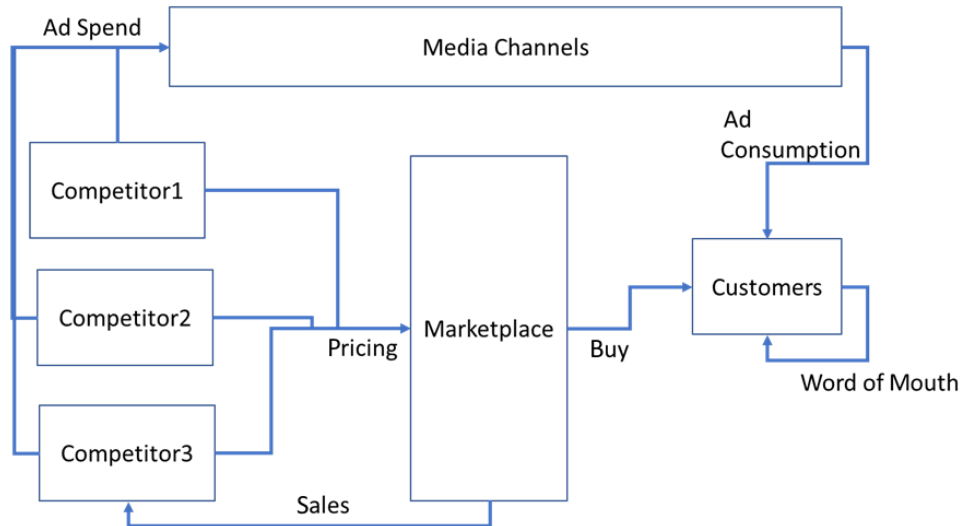 Ad Spend
Media Channels
Ad
Consumption
Competitor1
Competitor2
Competitor3
Pricing
Marketplace
Buy
Customers
Word of Mouth
Sales